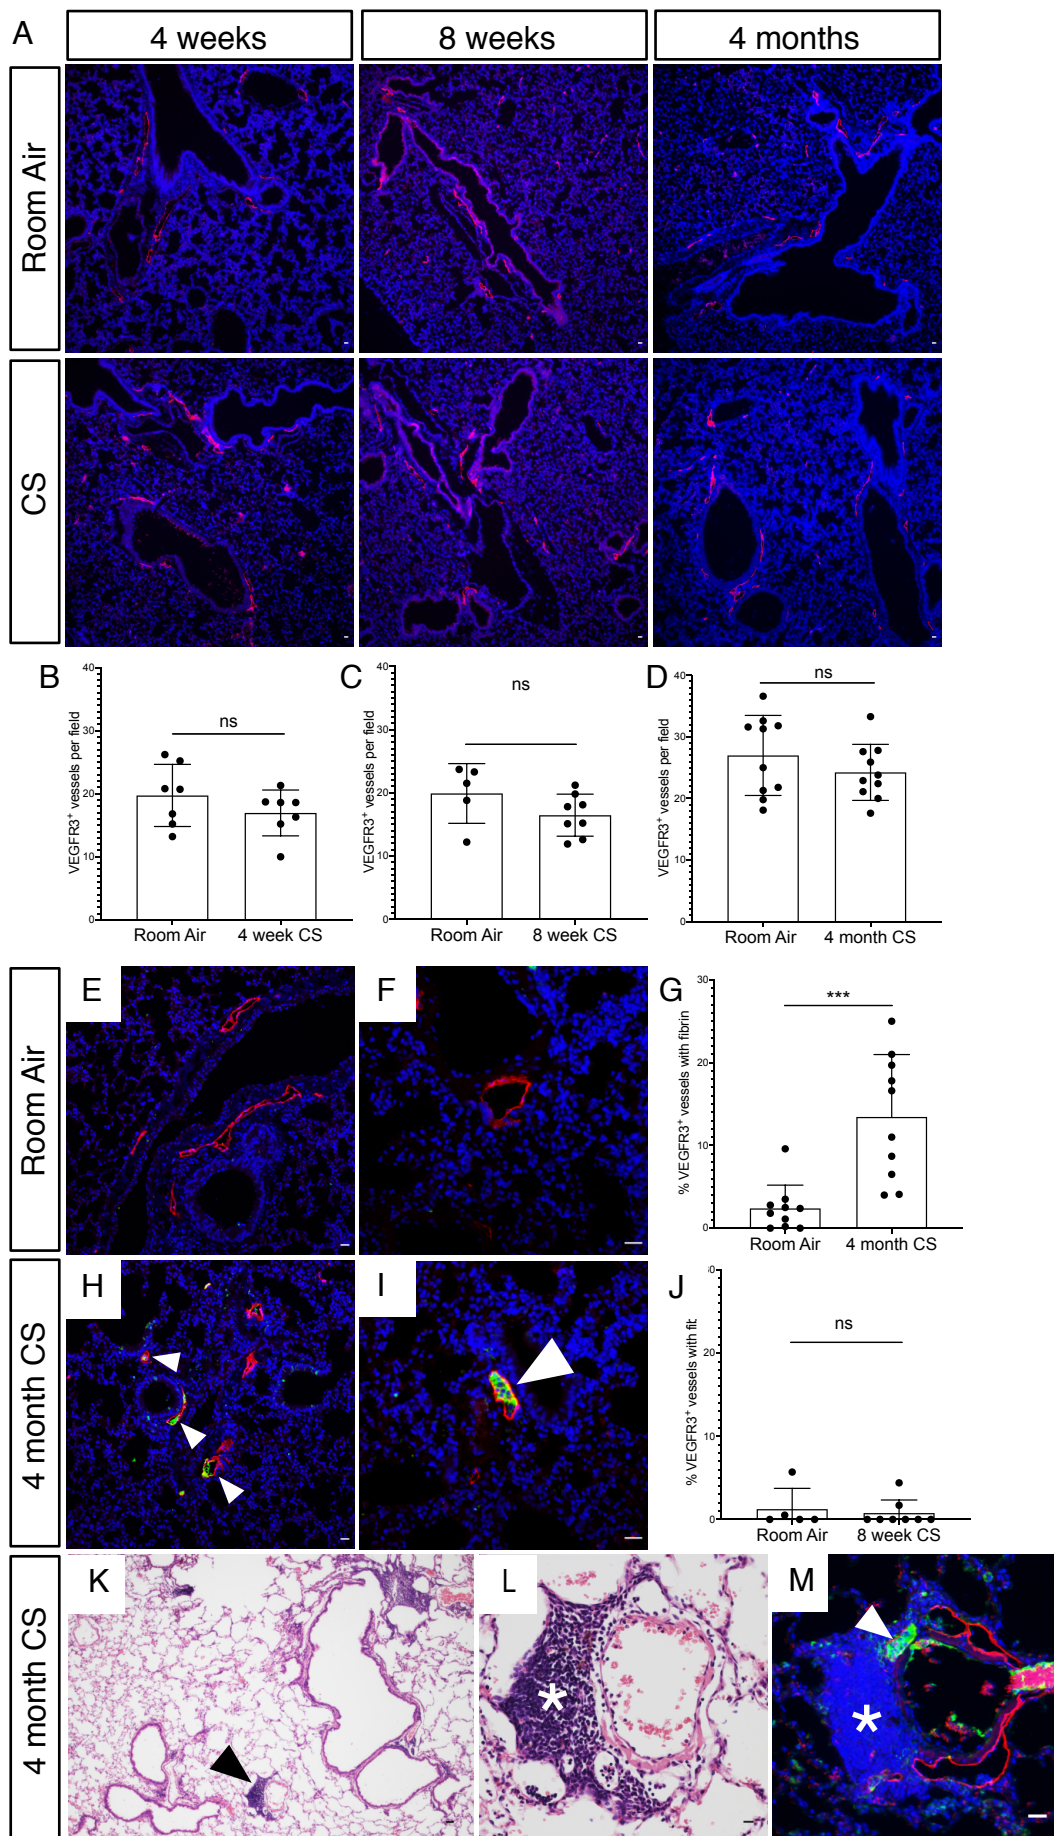 A
4 weeks
8 weeks
4 months
Room Air
CS
B
VEGFR3+ vessels per field
40
30
20
10
0
ns
Room Air
4 week CS
C
VEGFR3+ vessels per field
40
30
20
10
0
ns
Room Air
8 week CS
D
VEGFR3+ vessels per field
40
30
20
10
0
ns
Room Air
4 month CS
Room Air
E
F
G
% VEGFR3+ vessels with fibrin
30
20
10
0
***
Room Air
4 month CS
4 month CS
H
I
J
% VEGFR3+ vessels with fit
30
20
10
0
ns
Room Air
8 week CS
4 month CS
K
L
*
M
*